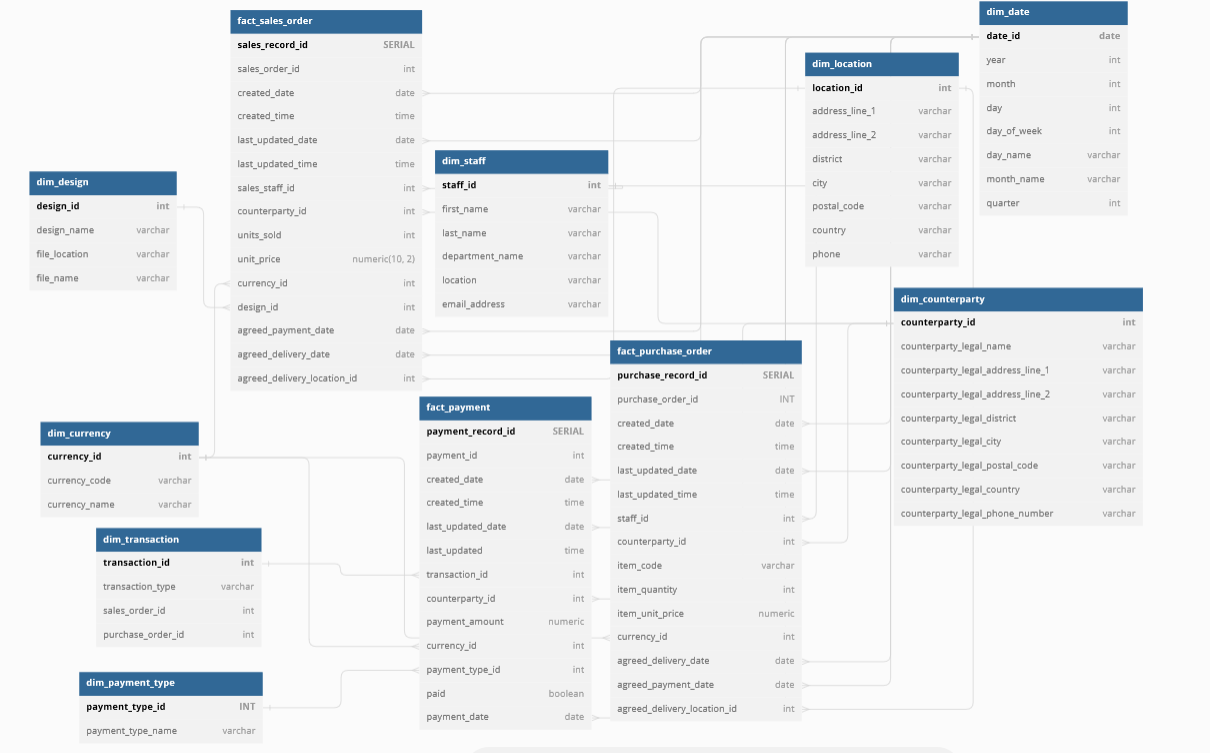 fact_sales_order
sales_record_id SERIAL
sales_order_id int
created_date date
created_time time
last_updated_date date
last_updated_time time
sales_staff_id int
counterparty_id int
units_sold int
unit_price numeric(10, 2)
currency_id int
design_id int
agreed_payment_date date
agreed_delivery_date date
agreed_delivery_location_id int
dim_date
date_id date
year int
month int
day int
day_of_week int
day_name varchar
month_name varchar
quarter int
dim_location
location_id int
address_line_1 varchar
address_line_2 varchar
district varchar
city varchar
postal_code varchar
country varchar
phone varchar
dim_staff
staff_id int
first_name varchar
last_name varchar
department_name varchar
location varchar
email_address varchar
dim_design
design_id int
design_name varchar
file_location varchar
file_name varchar
dim_counterparty
counterparty_id int
counterparty_legal_name varchar
counterparty_legal_address_line_1 varchar
counterparty_legal_address_line_2 varchar
counterparty_legal_district varchar
counterparty_legal_city varchar
counterparty_legal_postal_code varchar
counterparty_legal_country varchar
counterparty_legal_phone_number varchar
fact_purchase_order
purchase_record_id SERIAL
purchase_order_id INT
created_date date
created_time time
last_updated_date date
last_updated_time time
staff_id int
counterparty_id int
item_code varchar
item_quantity int
item_unit_price numeric
currency_id int
agreed_delivery_date date
agreed_payment_date date
agreed_delivery_location_id int
fact_payment
payment_record_id SERIAL
payment_id int
created_date date
created_time time
last_updated_date date
last_updated time
transaction_id int
counterparty_id int
payment_amount numeric
currency_id int
payment_type_id int
paid boolean
payment_date date
dim_currency
currency_id int
currency_code varchar
currency_name varchar
dim_transaction
transaction_id int
transaction_type varchar
sales_order_id int
purchase_order_id int
dim_payment_type
payment_type_id INT
payment_type_name varchar